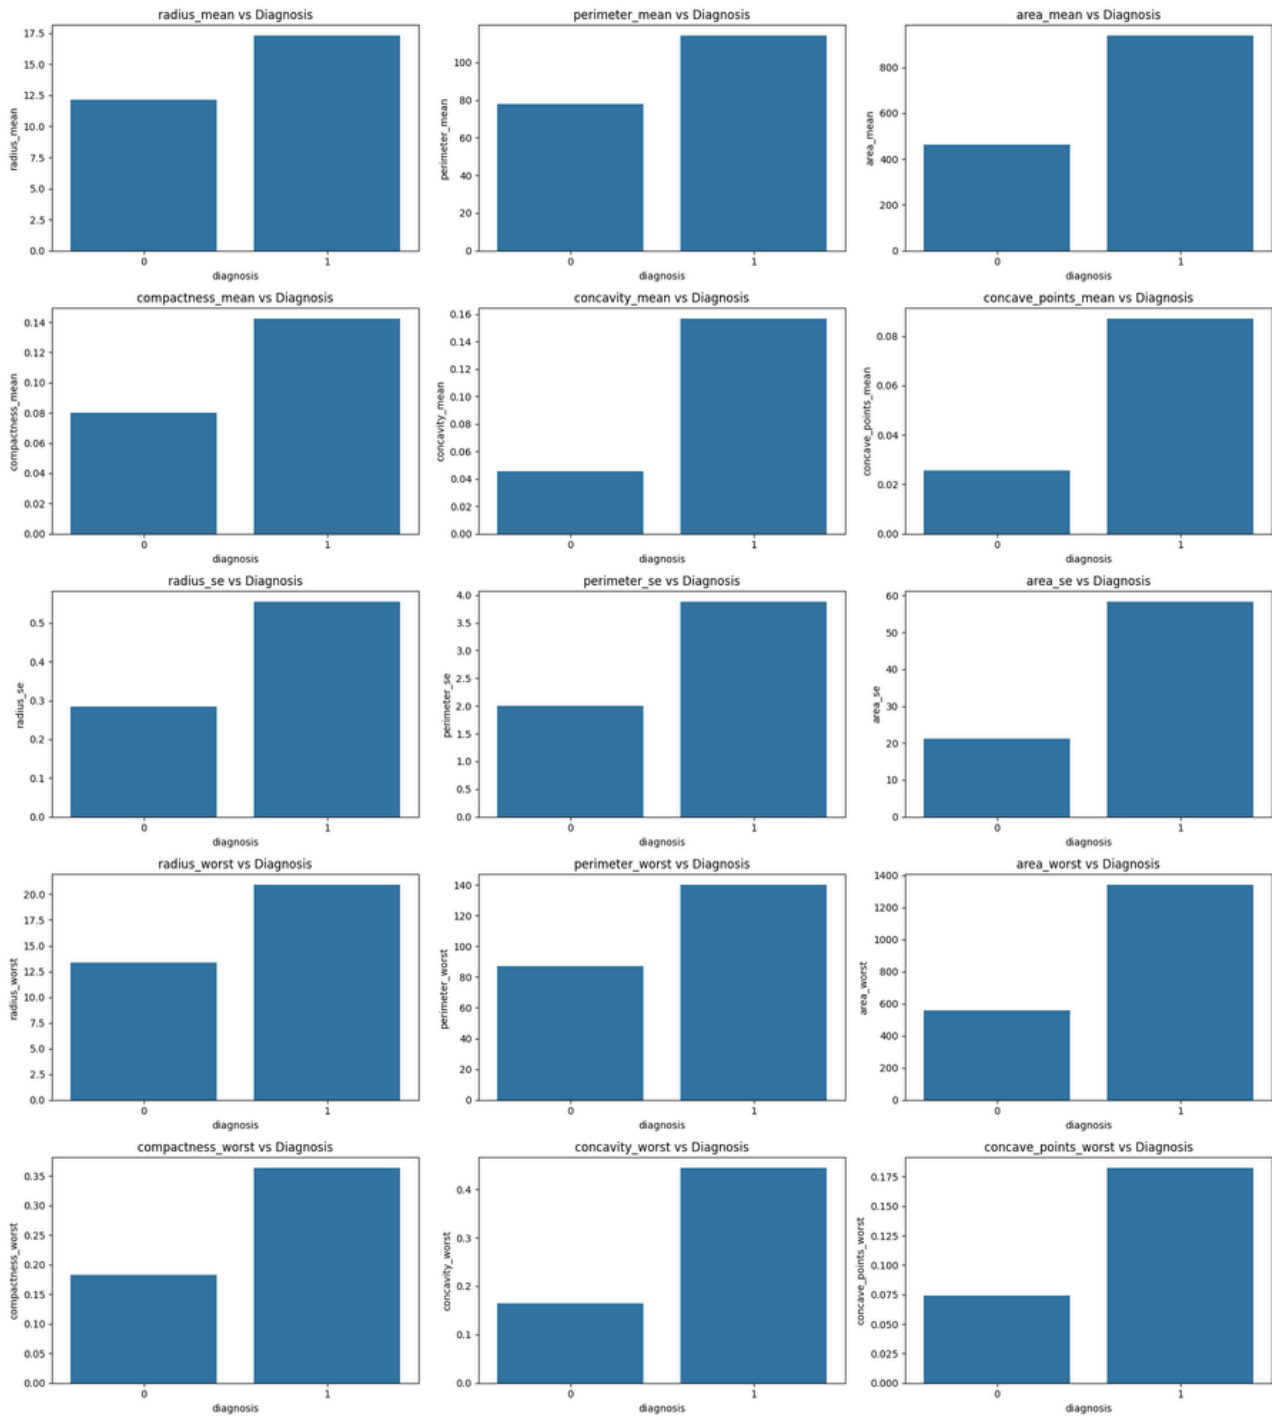 radius_mean vs Diagnosis
17.5
15.0
12.5
10.0
7.5
5.0
2.5
0.0
radius_mean
0 1
diagnosis
perimeter_mean vs Diagnosis
100
80
60
40
20
0
perimeter_mean
0 1
diagnosis
area_mean vs Diagnosis
800
600
400
200
0
area_mean
0 1
diagnosis
compactness_mean vs Diagnosis
0.14
0.12
0.10
0.08
0.06
0.04
0.02
0.00
compactness_mean
0 1
diagnosis
concavity_mean vs Diagnosis
0.16
0.14
0.12
0.10
0.08
0.06
0.04
0.02
0.00
concavity_mean
0 1
diagnosis
concave_points_mean vs Diagnosis
0.08
0.06
0.04
0.02
0.00
concave_points_mean
0 1
diagnosis
radius_se vs Diagnosis
0.5
0.4
0.3
0.2
0.1
0.0
radius_se
0 1
diagnosis
perimeter_se vs Diagnosis
4.0
3.5
3.0
2.5
2.0
1.5
1.0
0.5
0.0
perimeter_se
0 1
diagnosis
area_se vs Diagnosis
60
50
40
30
20
10
0
area_se
0 1
diagnosis
radius_worst vs Diagnosis
20.0
17.5
15.0
12.5
10.0
7.5
5.0
2.5
0.0
radius_worst
0 1
diagnosis
perimeter_worst vs Diagnosis
140
120
100
80
60
40
20
0
perimeter_worst
0 1
diagnosis
area_worst vs Diagnosis
1400
1200
1000
800
600
400
200
0
area_worst
0 1
diagnosis
compactness_worst vs Diagnosis
0.35
0.30
0.25
0.20
0.15
0.10
0.05
0.00
compactness_worst
0 1
diagnosis
concavity_worst vs Diagnosis
0.4
0.3
0.2
0.1
0.0
concavity_worst
0 1
diagnosis
concave_points_worst vs Diagnosis
0.175
0.150
0.125
0.100
0.075
0.050
0.025
0.000
concave_points_worst
0 1
diagnosis